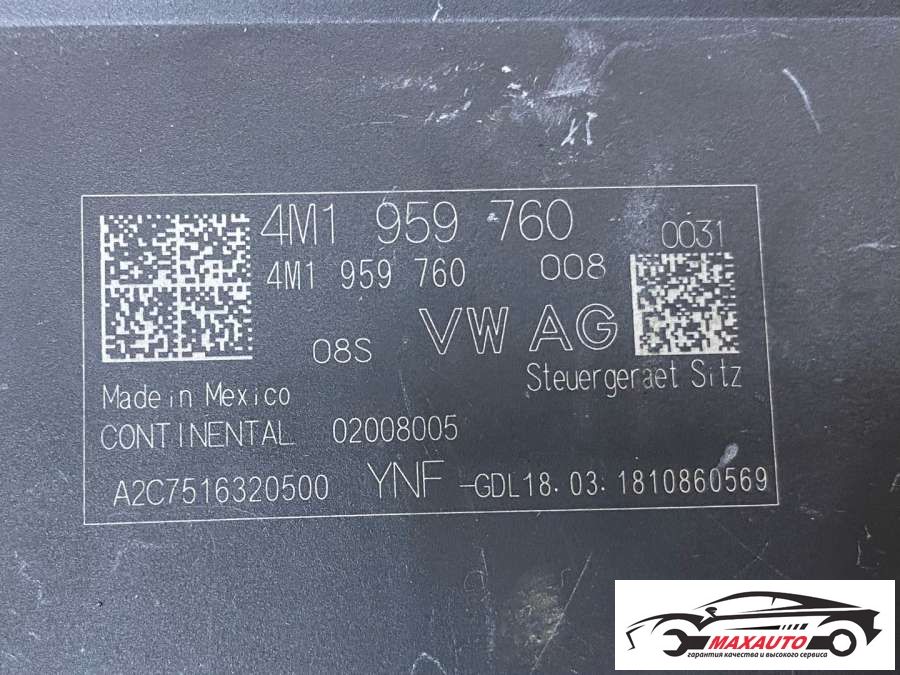 4M1 959 760
0031
4M1 959 760 008
08S VW AG
Steuergeraet Sitz
Made in Mexico
CONTINENTAL 02008005
A2C7516320500 YNF -GDL18.03.1810860569
MAXAUTO
гарантия качества и высокого сервиса